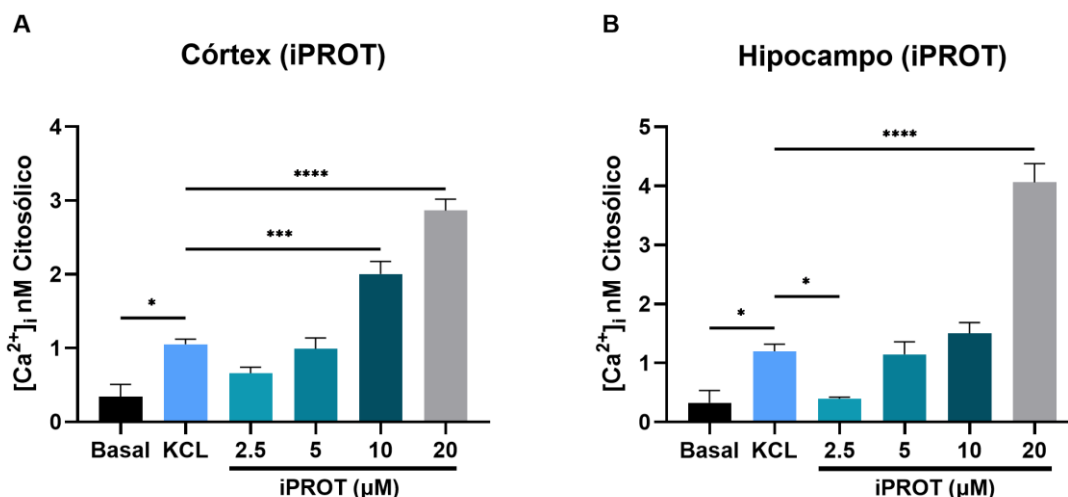 A
Córtex (iPROT)
[Ca²⁺]ᵢ nM Citosólico
4
3
2
1
0
****
***
*
Basal KCL 2.5 5 10 20
iPROT (µM)
B
Hipocampo (iPROT)
[Ca²⁺]ᵢ nM Citosólico
5
4
3
2
1
0
****
*
*
Basal KCL 2.5 5 10 20
iPROT (µM)